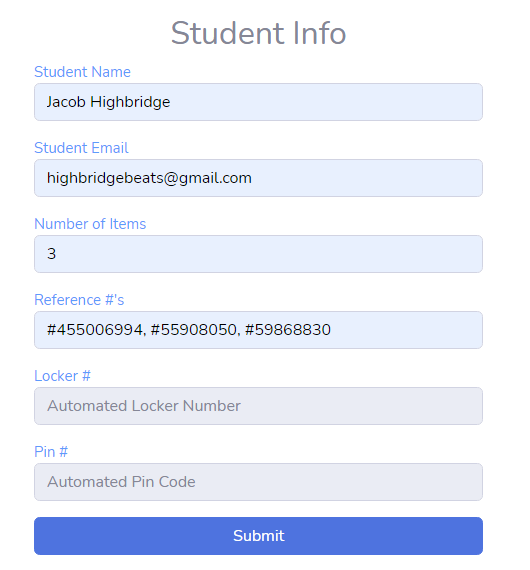 Student Info
Student Name
Jacob Highbridge
Student Email
highbridgebeats@gmail.com
Number of Items
3
Reference #'s
#455006994, #55908050, #59868830
Locker #
Automated Locker Number
Pin #
Automated Pin Code
Submit